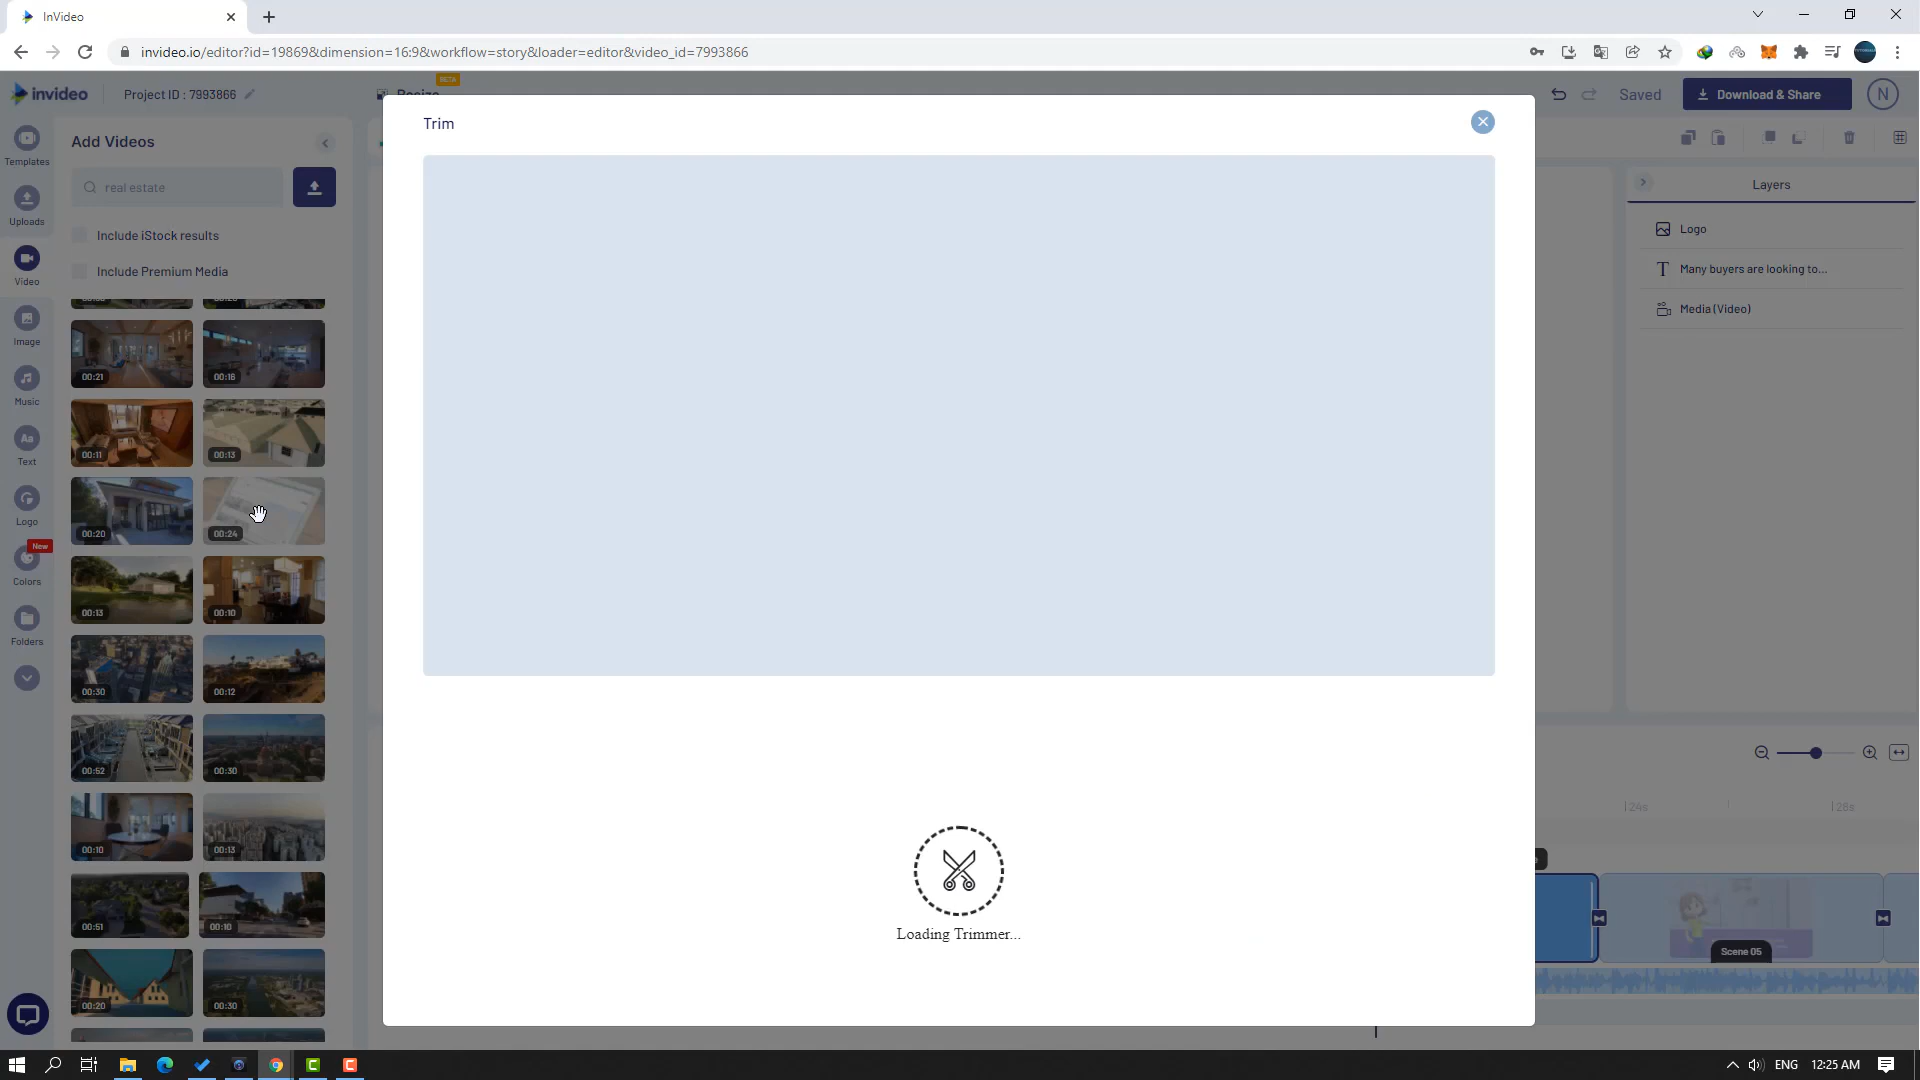 InVideo
invideo.io/editor?id=19869&dimension=16:9&workflow=story&loader=editor&video_id=7993866
invideo
Project ID : 7993866
BETA
Resize
Saved
Download & Share
N
Templates
Uploads
Video
Image
Music
Text
Logo
New
Colors
Folders
Add Videos
real estate
Include iStock results
Include Premium Media
00:21
00:16
00:11
00:13
00:20
00:24
00:13
00:10
00:30
00:12
00:52
00:30
00:10
00:13
00:51
00:10
00:20
00:30
Trim
Loading Trimmer...
Layers
Logo
Many buyers are looking to...
Media (Video)
24s
28s
Scene 05
ENG
12:25 AM